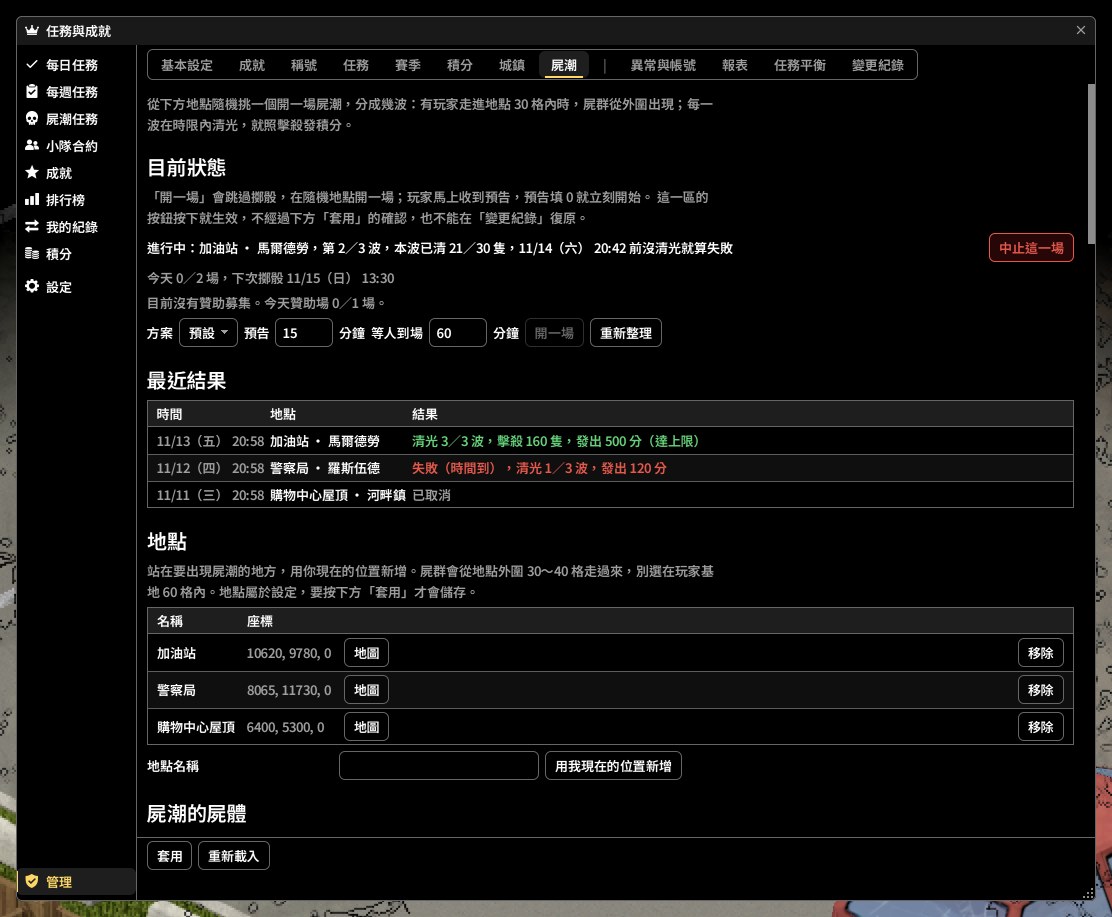 任務與成就
每日任務
每週任務
屍潮任務
小隊合約
成就
排行榜
我的紀錄
積分
設定
管理
基本設定 成就 稱號 任務 賽季 積分 城鎮 屍潮 | 異常與帳號 報表 任務平衡 變更紀錄
從下方地點隨機挑一個開一場屍潮，分成幾波：有玩家走進地點 30 格內時，屍群從外圍出現；每一
波在時限內清光，就照擊殺發積分。
目前狀態
「開一場」會跳過擲骰，在隨機地點開一場；玩家馬上收到預告，預告填 0 就立刻開始。 這一區的
按鈕按下就生效，不經過下方「套用」的確認，也不能在「變更紀錄」復原。
進行中：加油站 · 馬爾德勞，第 2／3 波，本波已清 21／30 隻，11/14（六） 20:42 前沒清光就算失敗
中止這一場
今天 0／2 場，下次擲骰 11/15（日） 13:30
目前沒有贊助募集。今天贊助場 0／1 場。
方案 預設 預告 15 分鐘 等人到場 60 分鐘 開一場 重新整理
最近結果
時間 地點 結果
11/13（五） 20:58 加油站 · 馬爾德勞 清光 3／3 波，擊殺 160 隻，發出 500 分（達上限）
11/12（四） 20:58 警察局 · 羅斯伍德 失敗（時間到），清光 1／3 波，發出 120 分
11/11（三） 20:58 購物中心屋頂 · 河畔鎮 已取消
地點
站在要出現屍潮的地方，用你現在的位置新增。屍群會從地點外圍 30～40 格走過來，別選在玩家基
地 60 格內。地點屬於設定，要按下方「套用」才會儲存。
名稱 座標
加油站 10620, 9780, 0 地圖 移除
警察局 8065, 11730, 0 地圖 移除
購物中心屋頂 6400, 5300, 0 地圖 移除
地點名稱 用我現在的位置新增
屍潮的屍體
套用 重新載入